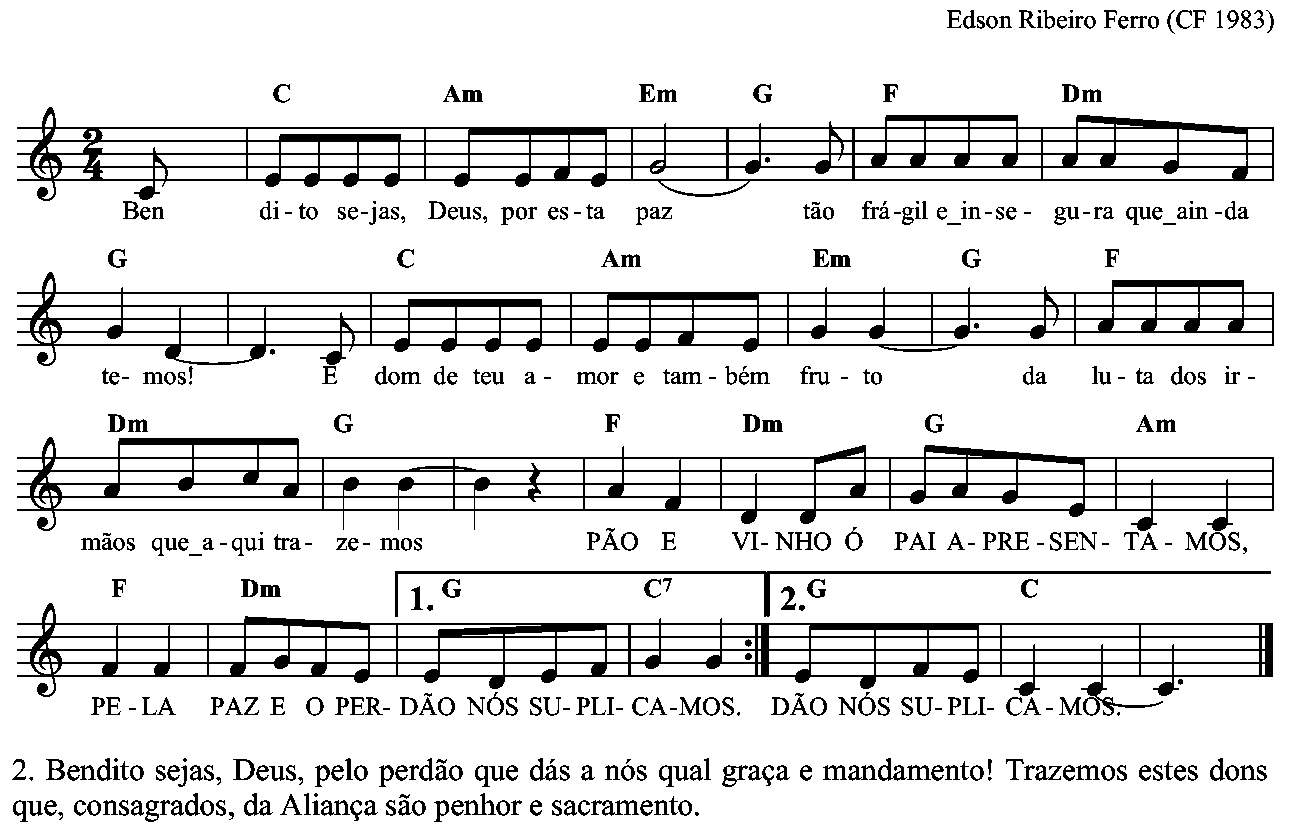 Edson Ribeiro Ferro (CF 1983)
C Am Em G F Dm
2
4
Ben di-to se-jas, Deus, por es-ta paz tão frá-gil e_in-se- gu-ra que_ain-da
G C Am Em G F
te-mos! E dom de teu a- mor e tam-bém fru-to da lu-ta dos ir-
Dm G F Dm G Am
mãos que_a-qui tra- ze-mos PÃO E VI-NHO Ó PAI A-PRE-SEN- TA-MOS,
F Dm 1. G C7 2. G C
PE-LA PAZ E O PER- DÃO NÓS SU-PLI- CA-MOS. DÃO NÓS SU-PLI- CA-MOS.
2. Bendito sejas, Deus, pelo perdão que dás a nós qual graça e mandamento! Trazemos estes dons
que, consagrados, da Aliança são penhor e sacramento.